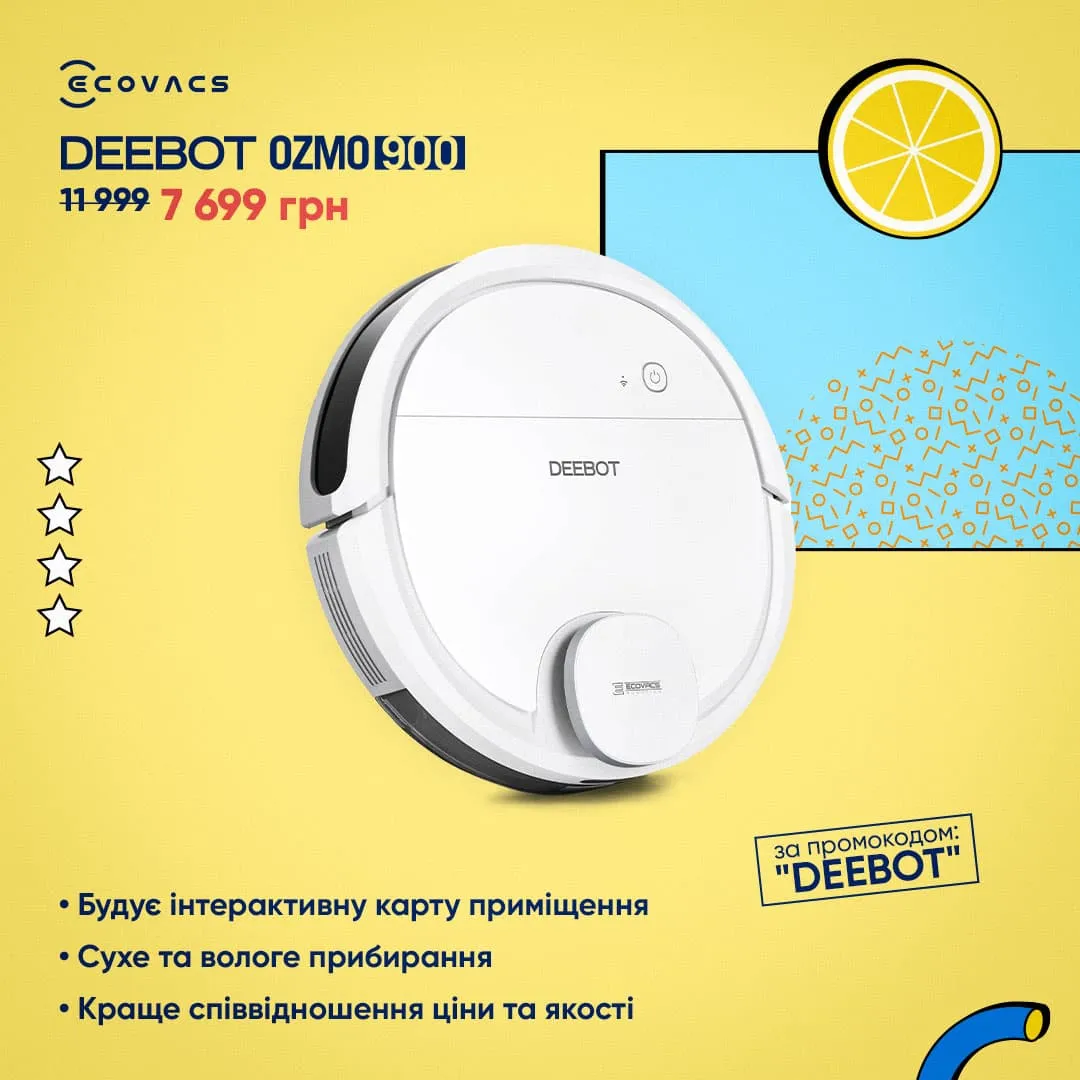 ECOVACS
DEEBOT OZMO 900
11 999 7 699 грн
DEEBOT
ECOVACS
за промокодом:
"DEEBOT"
• Будує інтерактивну карту приміщення
• Сухе та вологе прибирання
• Краще співвідношення ціни та якості